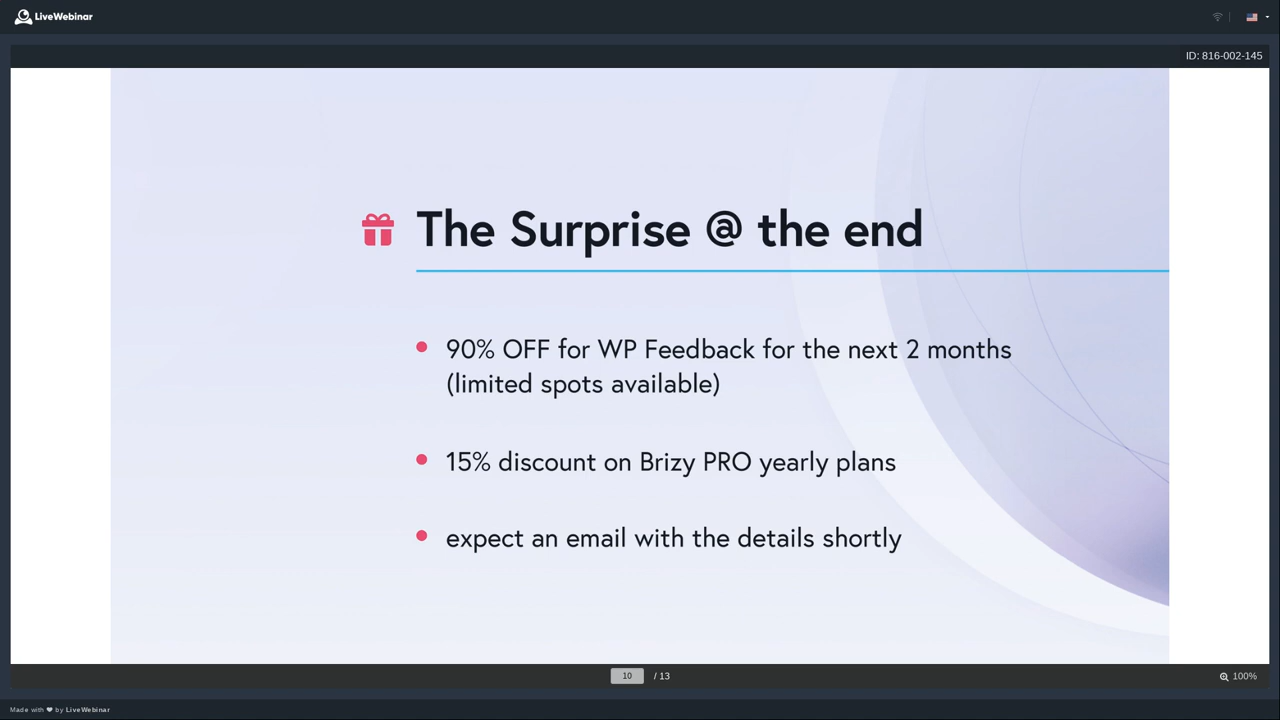 LiveWebinar
ID: 816-002-145
The Surprise @ the end
90% OFF for WP Feedback for the next 2 months
(limited spots available)
15% discount on Brizy PRO yearly plans
expect an email with the details shortly
10 / 13
100%
Made with ❤ by LiveWebinar